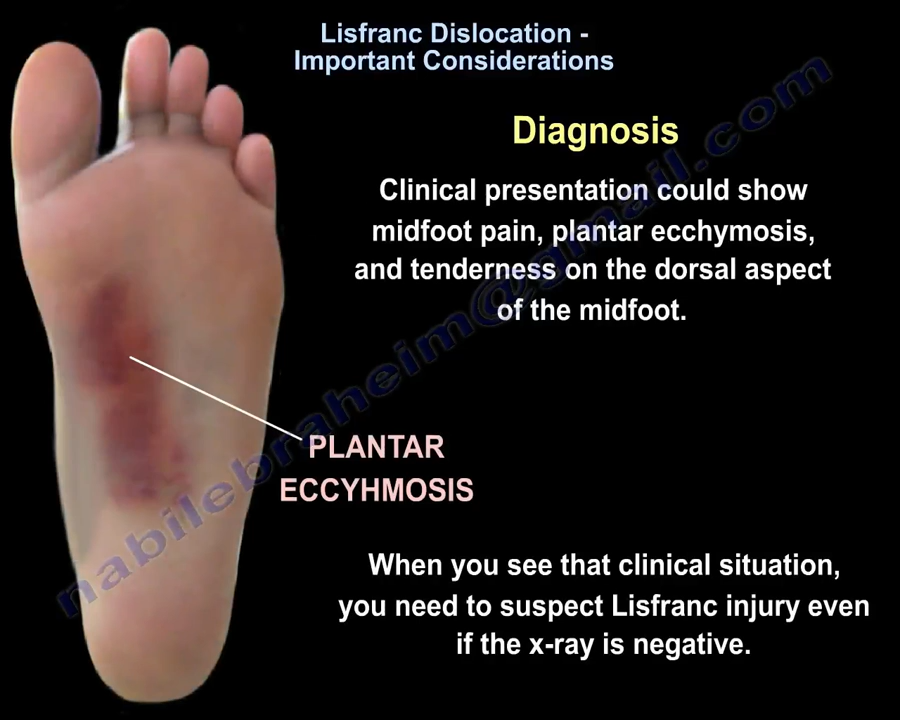 Lisfranc Dislocation -
Important Considerations
Diagnosis
Clinical presentation could show
midfoot pain, plantar ecchymosis,
and tenderness on the dorsal aspect
of the midfoot.
PLANTAR
ECCYHMOSIS
When you see that clinical situation,
you need to suspect Lisfranc injury even
if the x-ray is negative.
nabilebraheim@gmail.com